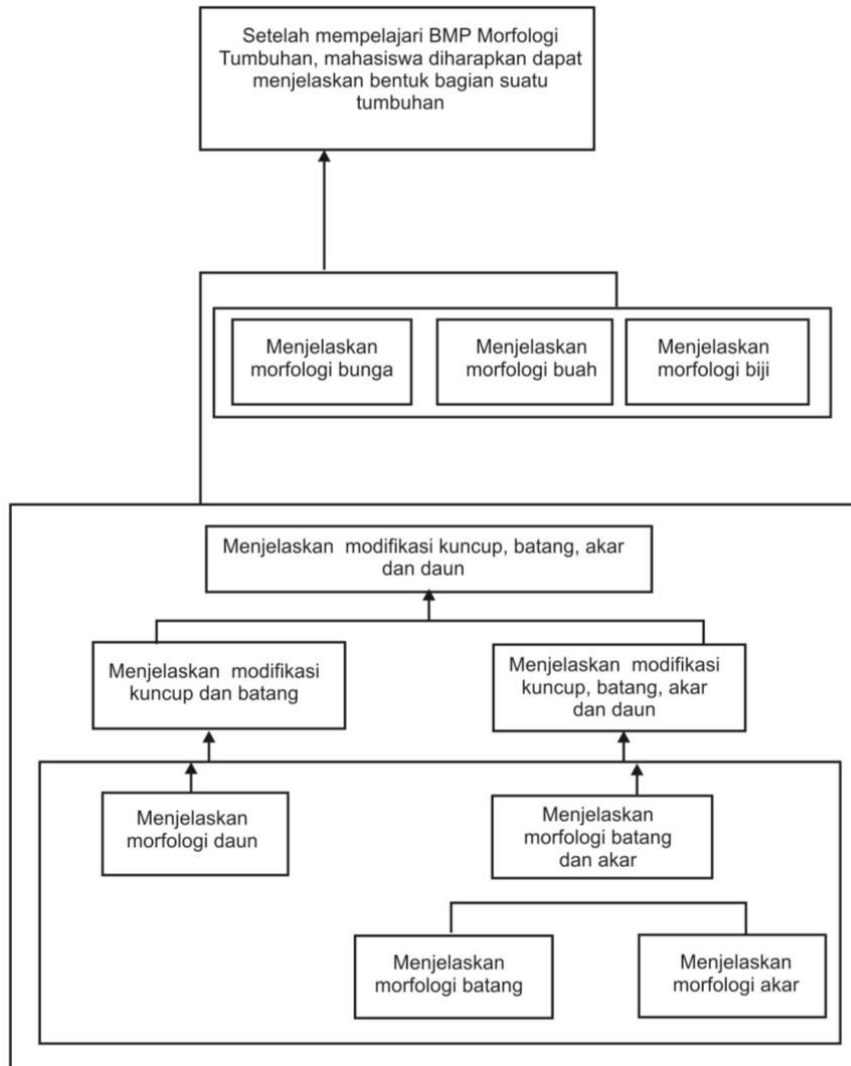 Setelah mempelajari BMP Morfologi
Tumbuhan, mahasiswa diharapkan dapat
menjelaskan bentuk bagian suatu
tumbuhan
Menjelaskan
morfologi bunga
Menjelaskan
morfologi buah
Menjelaskan
morfologi biji
Menjelaskan modifikasi kuncup, batang, akar
dan daun
Menjelaskan modifikasi
kuncup dan batang
Menjelaskan modifikasi
kuncup, batang, akar
dan daun
Menjelaskan
morfologi daun
Menjelaskan
morfologi batang
dan akar
Menjelaskan
morfologi batang
Menjelaskan
morfologi akar